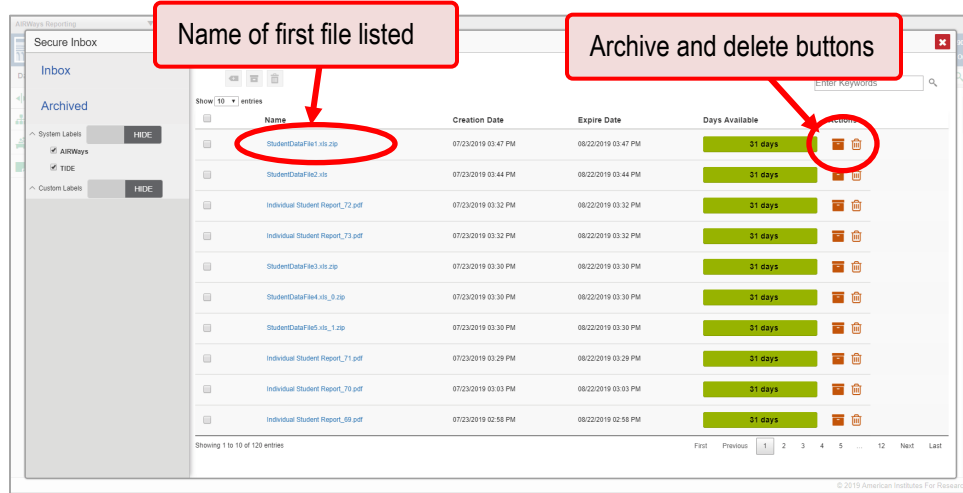 AIRWays Reporting
Secure Inbox
Name of first file listed
Archive and delete buttons
Inbox
Archived
System Labels HIDE
AIRWays
TIDE
Custom Labels HIDE
Enter Keywords
Show 10 entries
Name Creation Date Expire Date Days Available Actions
StudentDataFile1.xls.zip 07/23/2019 03:47 PM 08/22/2019 03:47 PM 31 days
StudentDataFile2.xls 07/23/2019 03:44 PM 08/22/2019 03:44 PM 31 days
Individual Student Report_72.pdf 07/23/2019 03:32 PM 08/22/2019 03:32 PM 31 days
Individual Student Report_73.pdf 07/23/2019 03:32 PM 08/22/2019 03:32 PM 31 days
StudentDataFile3.xls.zip 07/23/2019 03:30 PM 08/22/2019 03:30 PM 31 days
StudentDataFile4.xls_0.zip 07/23/2019 03:30 PM 08/22/2019 03:30 PM 31 days
StudentDataFile5.xls_1.zip 07/23/2019 03:30 PM 08/22/2019 03:30 PM 31 days
Individual Student Report_71.pdf 07/23/2019 03:29 PM 08/22/2019 03:29 PM 31 days
Individual Student Report_70.pdf 07/23/2019 03:03 PM 08/22/2019 03:03 PM 31 days
Individual Student Report_69.pdf 07/23/2019 02:58 PM 08/22/2019 02:58 PM 31 days
Showing 1 to 10 of 120 entries First Previous 1 2 3 4 5 ... 12 Next Last
© 2019 American Institutes For Resear